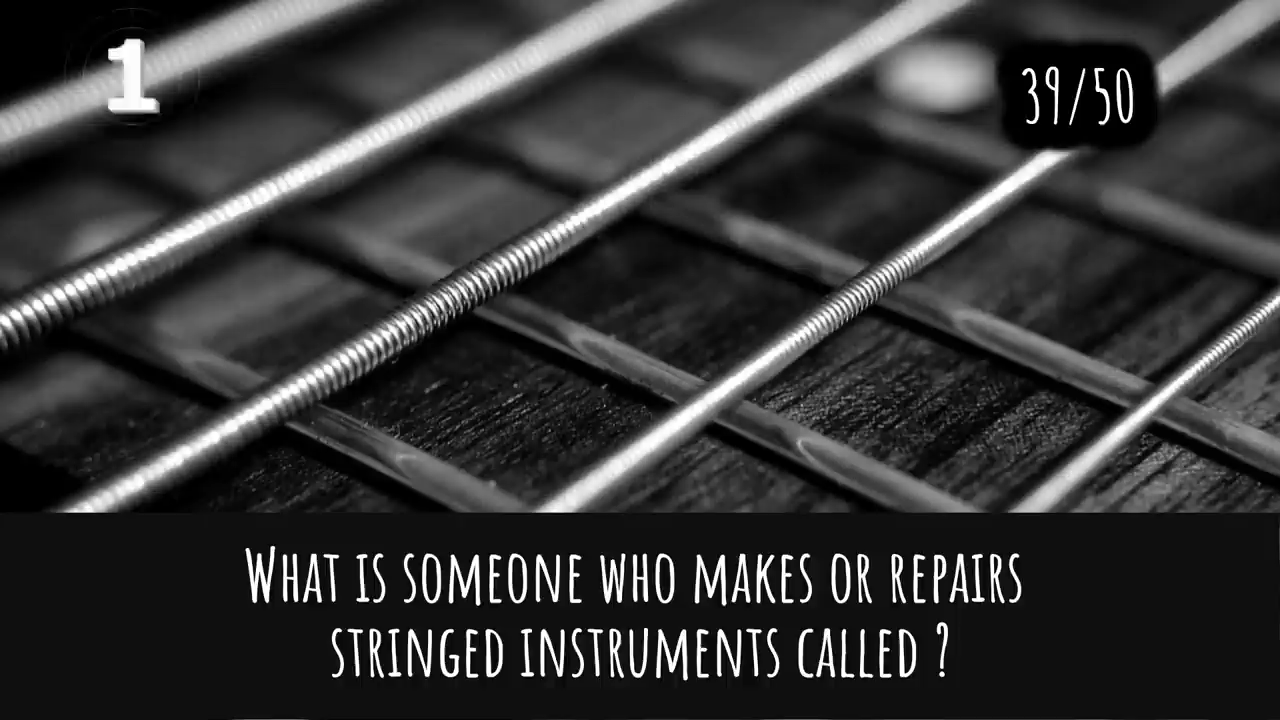 1
39/50
What is someone who makes or repairs
stringed instruments called ?